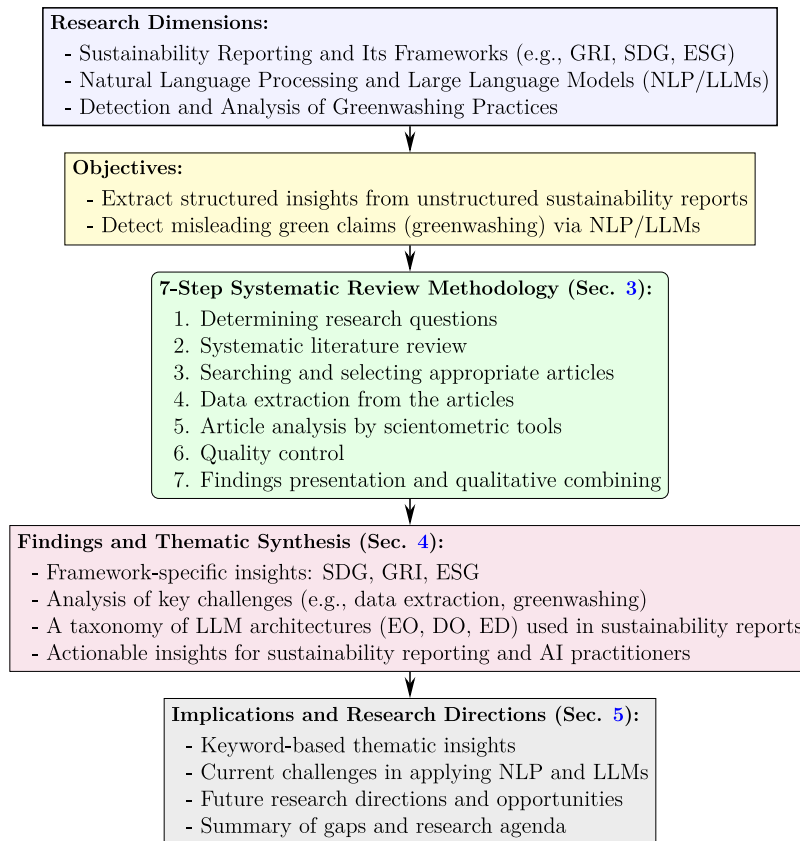 Research Dimensions:
- Sustainability Reporting and Its Frameworks (e.g., GRI, SDG, ESG)
- Natural Language Processing and Large Language Models (NLP/LLMs)
- Detection and Analysis of Greenwashing Practices
Objectives:
- Extract structured insights from unstructured sustainability reports
- Detect misleading green claims (greenwashing) via NLP/LLMs
7-Step Systematic Review Methodology (Sec. 3):
1. Determining research questions
2. Systematic literature review
3. Searching and selecting appropriate articles
4. Data extraction from the articles
5. Article analysis by scientometric tools
6. Quality control
7. Findings presentation and qualitative combining
Findings and Thematic Synthesis (Sec. 4):
- Framework-specific insights: SDG, GRI, ESG
- Analysis of key challenges (e.g., data extraction, greenwashing)
- A taxonomy of LLM architectures (EO, DO, ED) used in sustainability reports
- Actionable insights for sustainability reporting and AI practitioners
Implications and Research Directions (Sec. 5):
- Keyword-based thematic insights
- Current challenges in applying NLP and LLMs
- Future research directions and opportunities
- Summary of gaps and research agenda